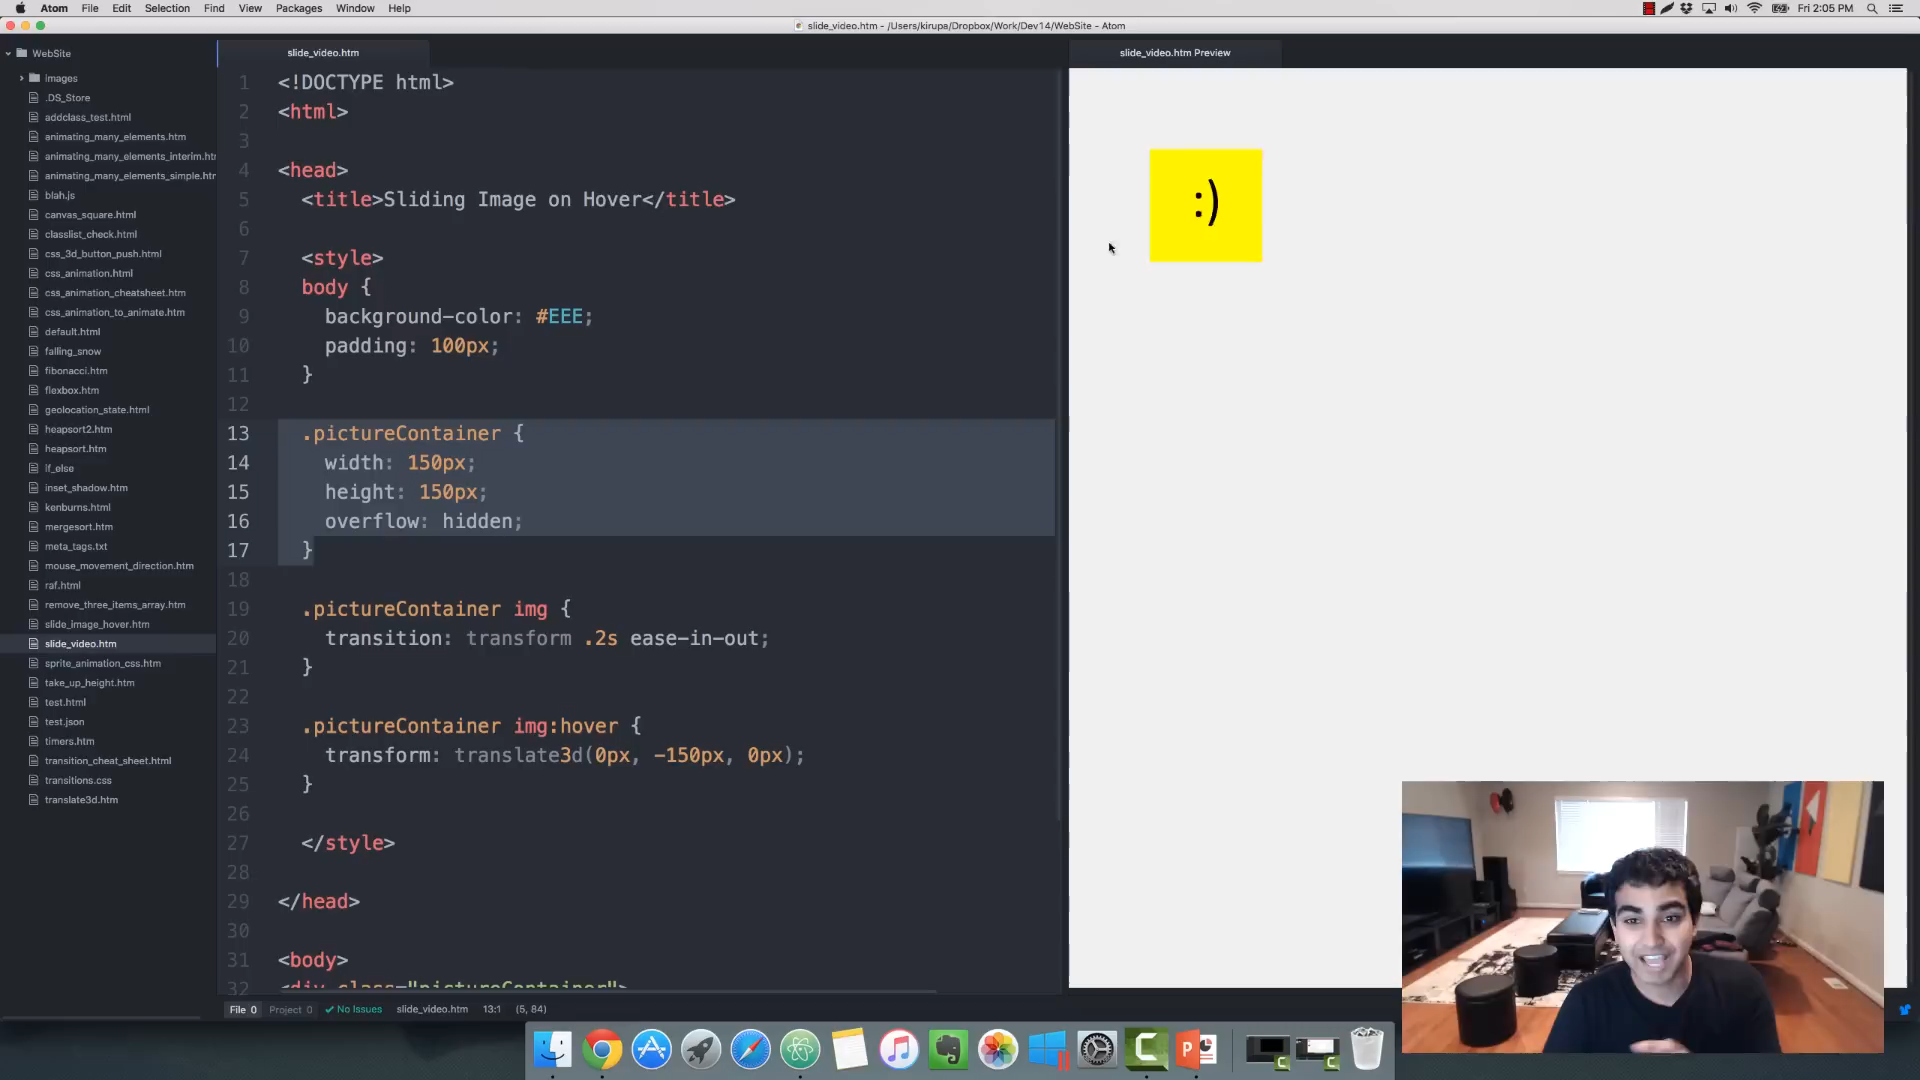 Atom File Edit Selection Find View Packages Window Help
Fri 2:05 PM
slide_video.htm - /Users/kirupa/Dropbox/Work/Dev14/WebSite - Atom
WebSite
Images
.DS_Store
addclass_test.html
animating_many_elements.htm
animating_many_elements_interim.htm
animating_many_elements_simple.htm
blah.js
canvas_square.html
classlist_check.html
css_3d_button_push.html
css_animation.html
css_animation_cheatsheet.htm
css_animation_to_animate.htm
default.html
falling_snow
fibonacci.htm
flexbox.htm
geolocation_state.html
heapsort2.htm
heapsort.htm
if_else
inset_shadow.htm
kenburns.html
mergesort.htm
meta_tags.txt
mouse_movement_direction.htm
raf.html
remove_three_items_array.htm
slide_image_hover.htm
slide_video.htm
sprite_animation_css.htm
take_up_height.htm
test.html
test.json
timers.htm
transition_cheat_sheet.html
transitions.css
translate3d.htm
slide_video.htm
1 <!DOCTYPE html>
2 <html>
3
4 <head>
5 <title>Sliding Image on Hover</title>
6
7 <style>
8 body {
9 background-color: #EEE;
10 padding: 100px;
11 }
12
13 .pictureContainer {
14 width: 150px;
15 height: 150px;
16 overflow: hidden;
17 }
18
19 .pictureContainer img {
20 transition: transform .2s ease-in-out;
21 }
22
23 .pictureContainer img:hover {
24 transform: translate3d(0px, -150px, 0px);
25 }
26
27 </style>
28
29 </head>
30
31 <body>
32 <div class="pictureContainer">
File 0 Project 0 No Issues slide_video.htm 13:1 (5, 84)
slide_video.htm Preview
:)